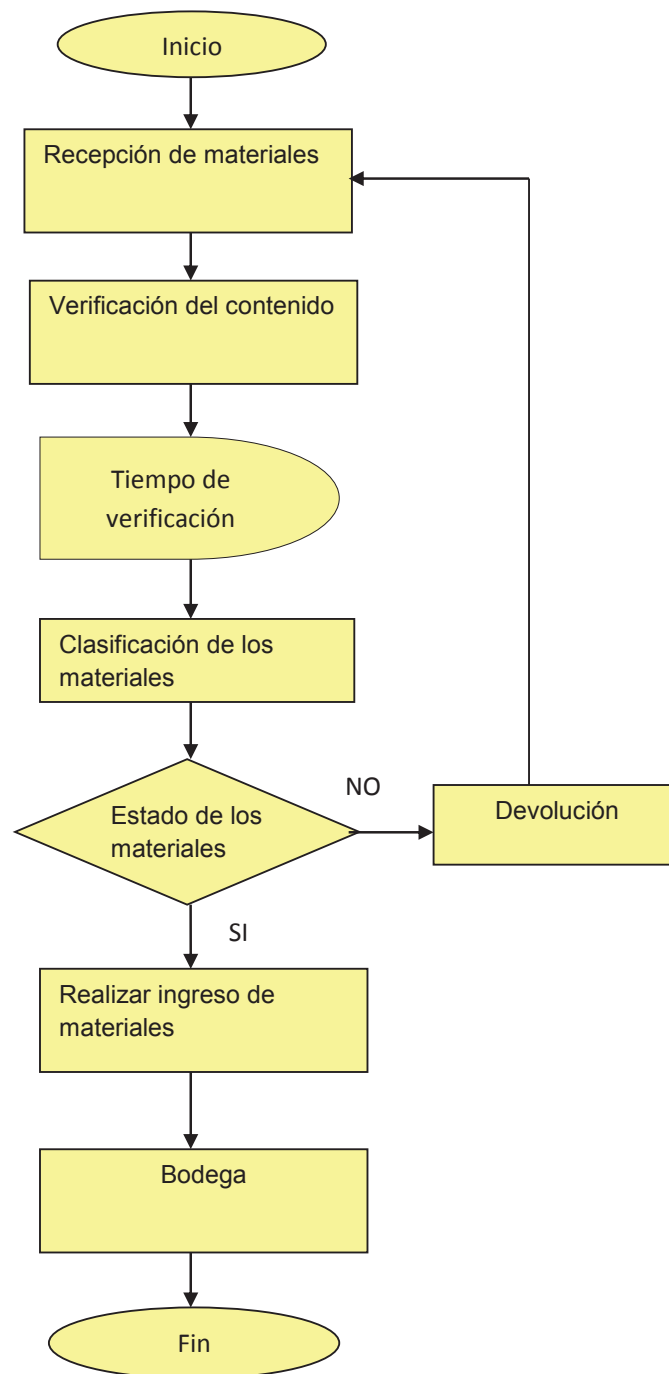 Inicio
Recepción de materiales
Verificación del contenido
Tiempo de
verificación
Clasificación de los
materiales
Estado de los
materiales
NO
Devolución
SI
Realizar ingreso de
materiales
Bodega
Fin